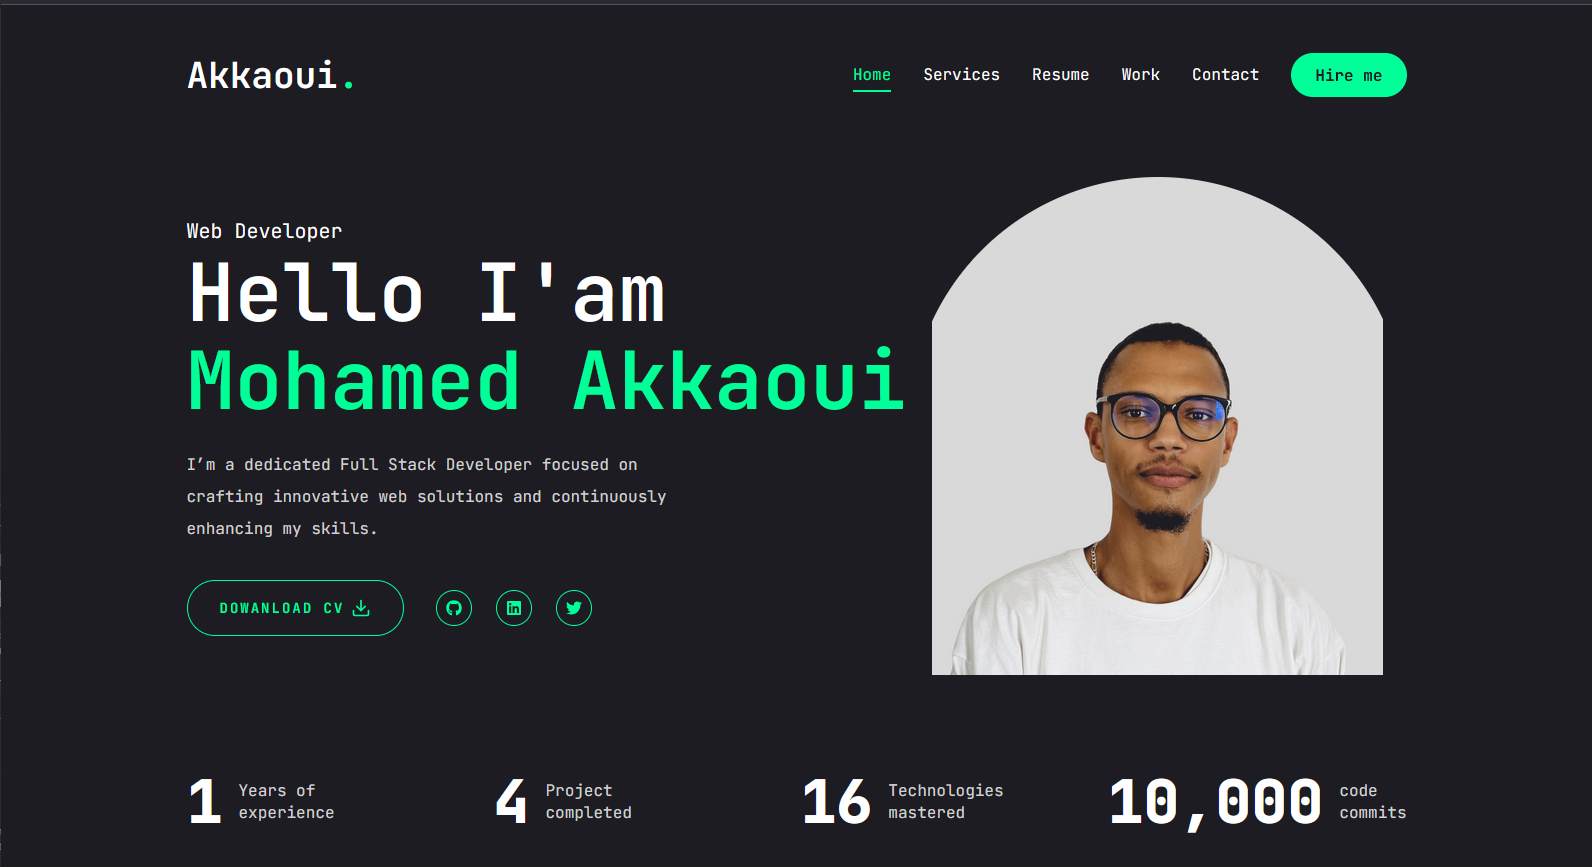 Akkaoui.
Home Services Resume Work Contact Hire me
Web Developer
Hello I'am
Mohamed Akkaoui
I’m a dedicated Full Stack Developer focused on
crafting innovative web solutions and continuously
enhancing my skills.
DOWANLOAD CV
1 Years of experience
4 Project completed
16 Technologies mastered
10,000 code commits